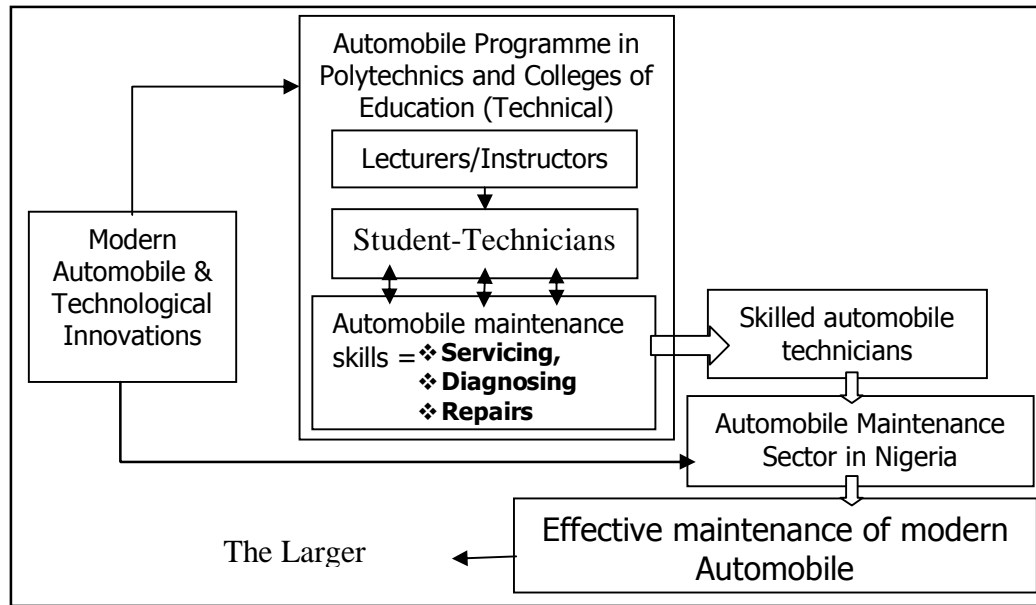 Automobile Programme in
Polytechnics and Colleges of
Education (Technical)
Lecturers/Instructors
Student-Technicians
Automobile maintenance
skills = ❖ Servicing,
❖ Diagnosing
❖ Repairs
Modern
Automobile &
Technological
Innovations
Skilled automobile
technicians
Automobile Maintenance
Sector in Nigeria
Effective maintenance of modern
Automobile
The Larger